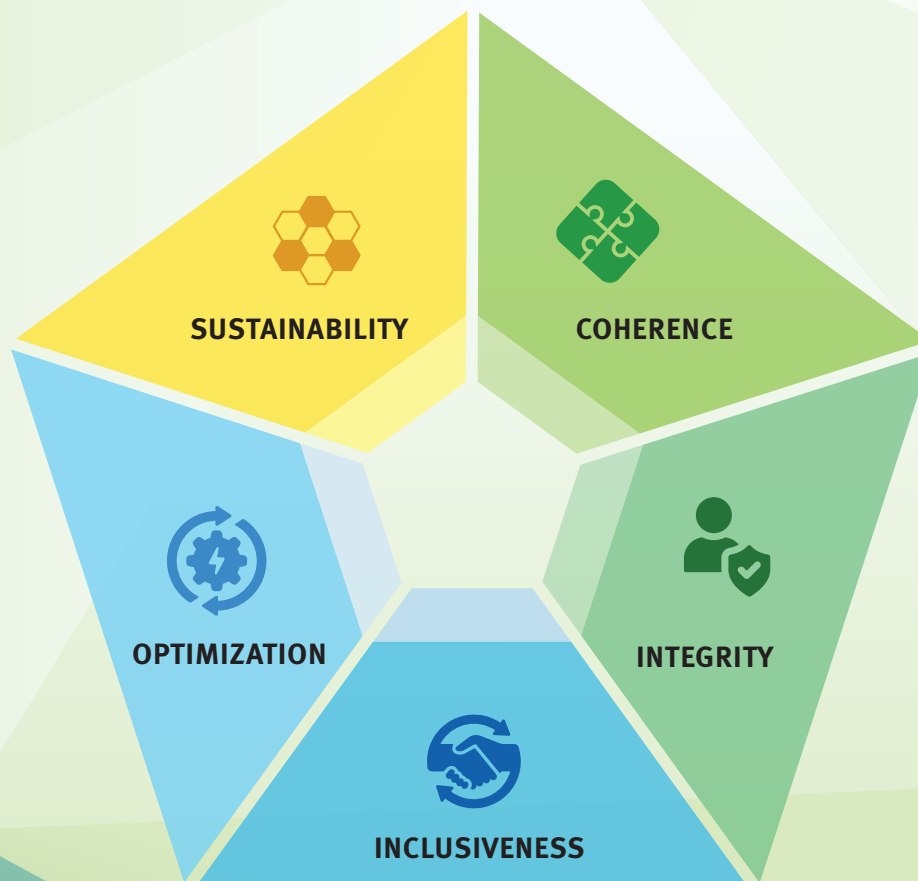 SUSTAINABILITY
COHERENCE
OPTIMIZATION
INTEGRITY
INCLUSIVENESS